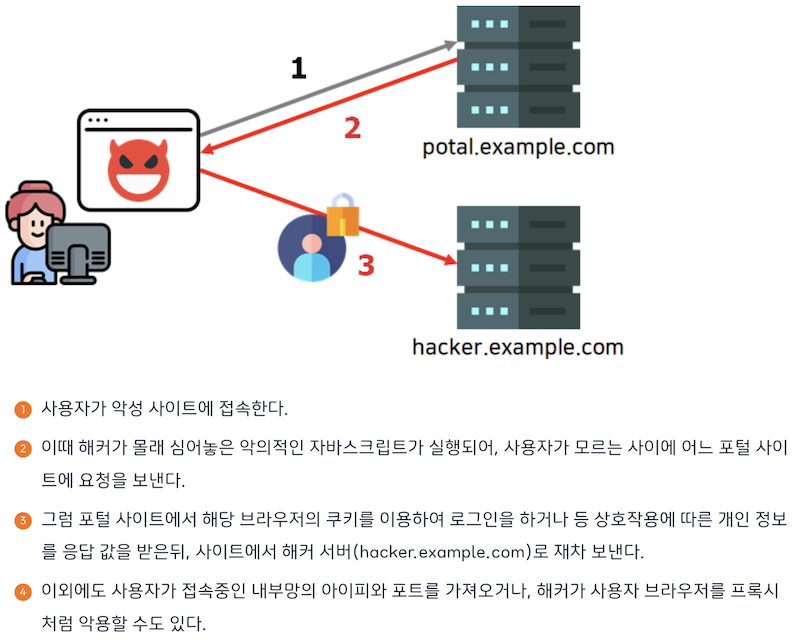 1
2
potal.example.com
3
hacker.example.com
1 사용자가 악성 사이트에 접속한다.
2 이때 해커가 몰래 심어놓은 악의적인 자바스크립트가 실행되어, 사용자가 모르는 사이에 어느 포털 사이
트에 요청을 보낸다.
3 그럼 포털 사이트에서 해당 브라우저의 쿠키를 이용하여 로그인을 하거나 등 상호작용에 따른 개인 정보
를 응답 값을 받은뒤, 사이트에서 해커 서버(hacker.example.com)로 재차 보낸다.
4 이외에도 사용자가 접속중인 내부망의 아이피와 포트를 가져오거나, 해커가 사용자 브라우저를 프록시
처럼 악용할 수도 있다.